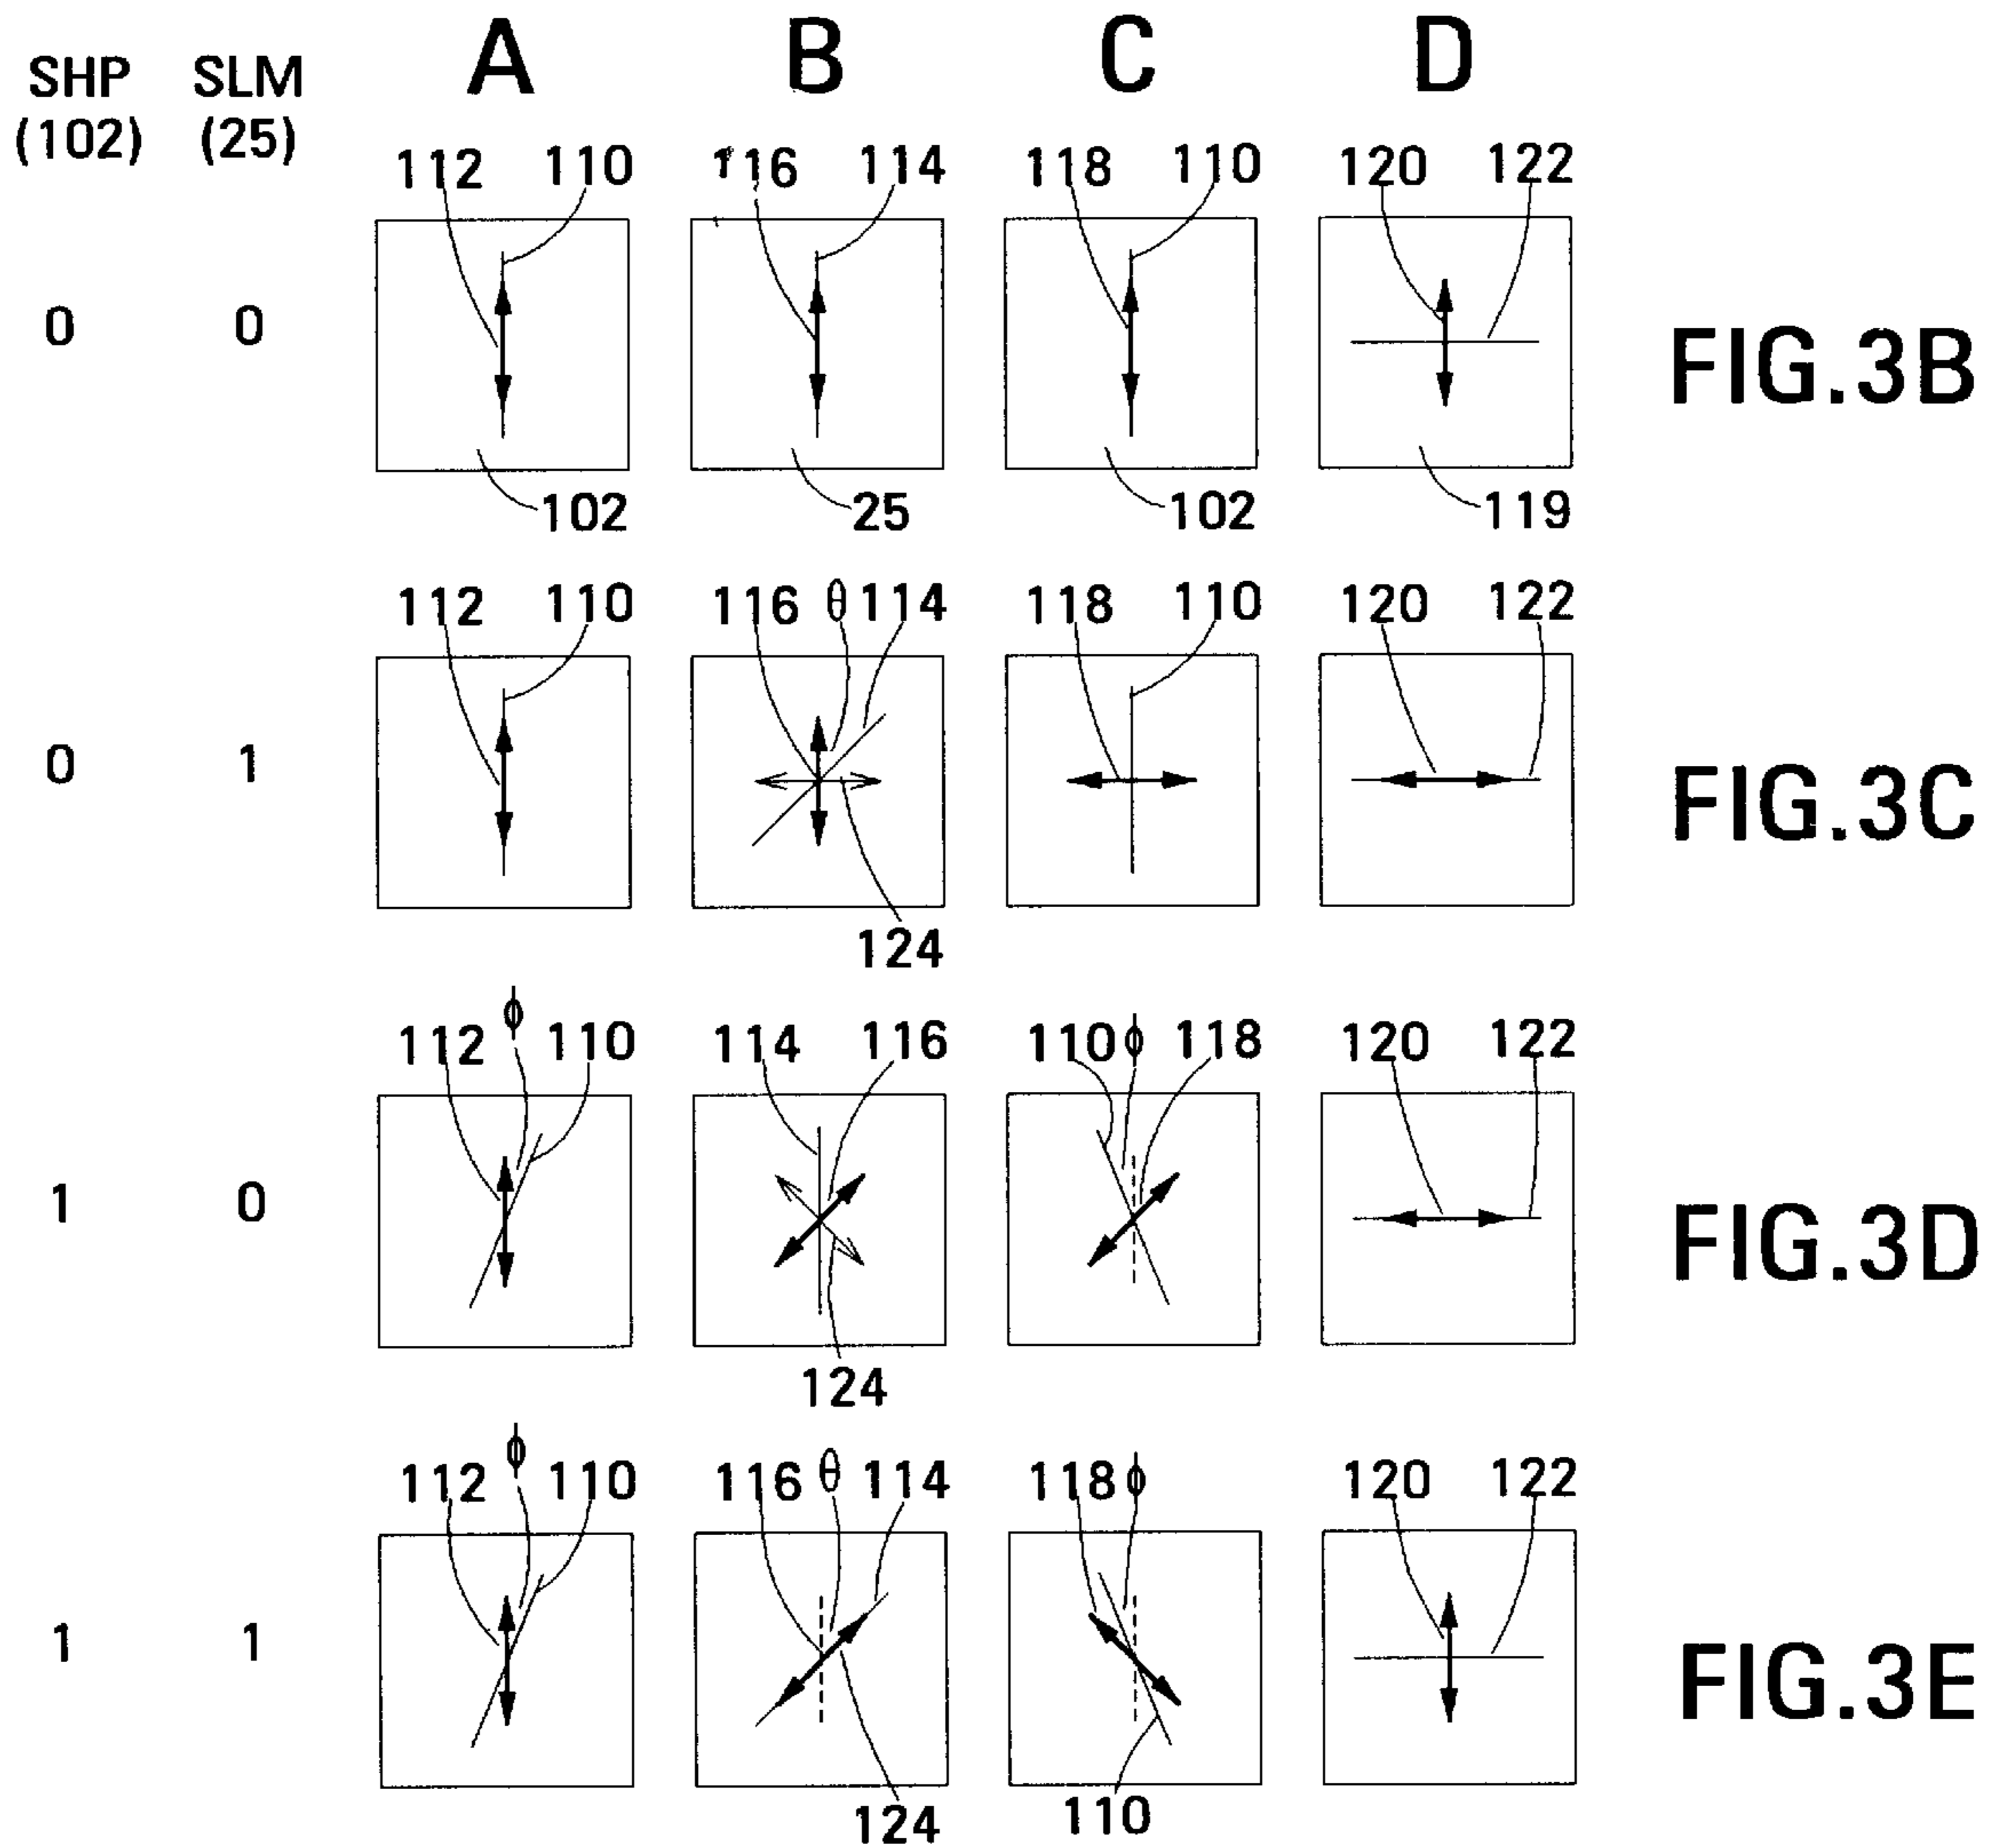 A B C D
SHP SLM
(102) (25)
112 110 116 114 118 110 120 122
0 0 FIG.3B
102 25 102 119
112 110 116 θ 114 118 110 120 122
0 1 FIG.3C
124
112 ϕ 110 114 116 110 ϕ 118 120 122
1 0 FIG.3D
124
112 ϕ 110 116 θ 114 118 ϕ 120 122
1 1 FIG.3E
124 110